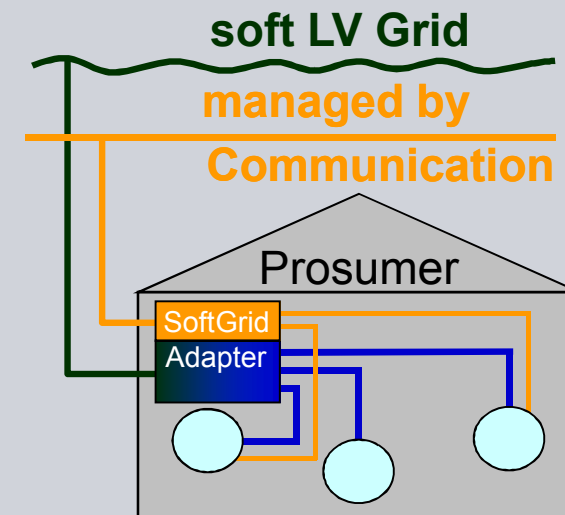 soft LV Grid
managed by
Communication
Prosumer
SoftGrid
Adapter